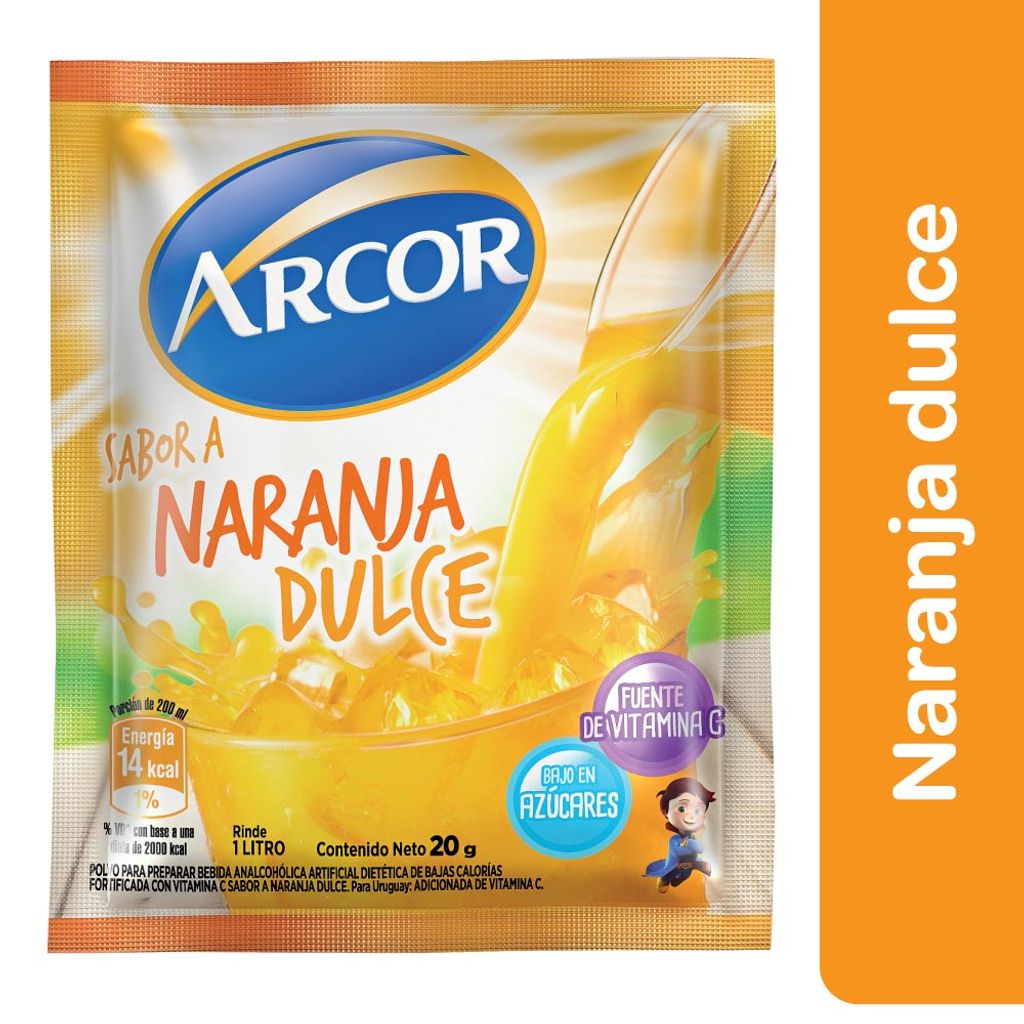 ARCOR
SABOR A
NARANJA
DULCE
FUENTE
DE VITAMINA C
BAJO EN
AZÚCARES
Porción de 200 ml
Energía
14 kcal
1%
% VD* con base a una
dieta de 2000 kcal
Rinde
1 LITRO
Contenido Neto 20 g
POLVO PARA PREPARAR BEBIDA ANALCOHÓLICA ARTIFICIAL DIETÉTICA DE BAJAS CALORÍAS
FORTIFICADA CON VITAMINA C SABOR A NARANJA DULCE. Para Uruguay: ADICIONADA DE VITAMINA C.
Naranja dulce